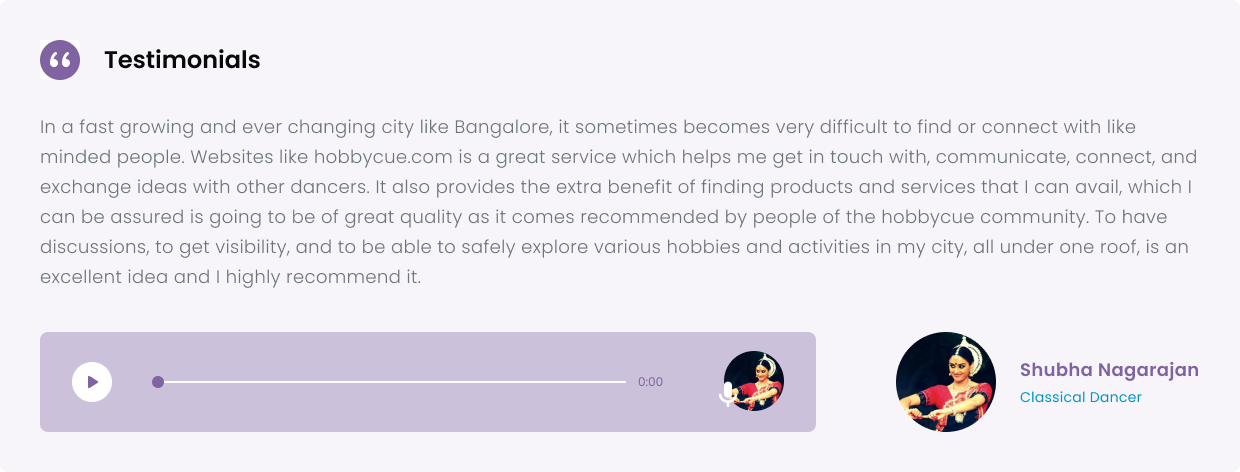 Testimonials
In a fast growing and ever changing city like Bangalore, it sometimes becomes very difficult to find or connect with like
minded people. Websites like hobbycue.com is a great service which helps me get in touch with, communicate, connect, and
exchange ideas with other dancers. It also provides the extra benefit of finding products and services that I can avail, which I
can be assured is going to be of great quality as it comes recommended by people of the hobbycue community. To have
discussions, to get visibility, and to be able to safely explore various hobbies and activities in my city, all under one roof, is an
excellent idea and I highly recommend it.
0:00
Shubha Nagarajan
Classical Dancer